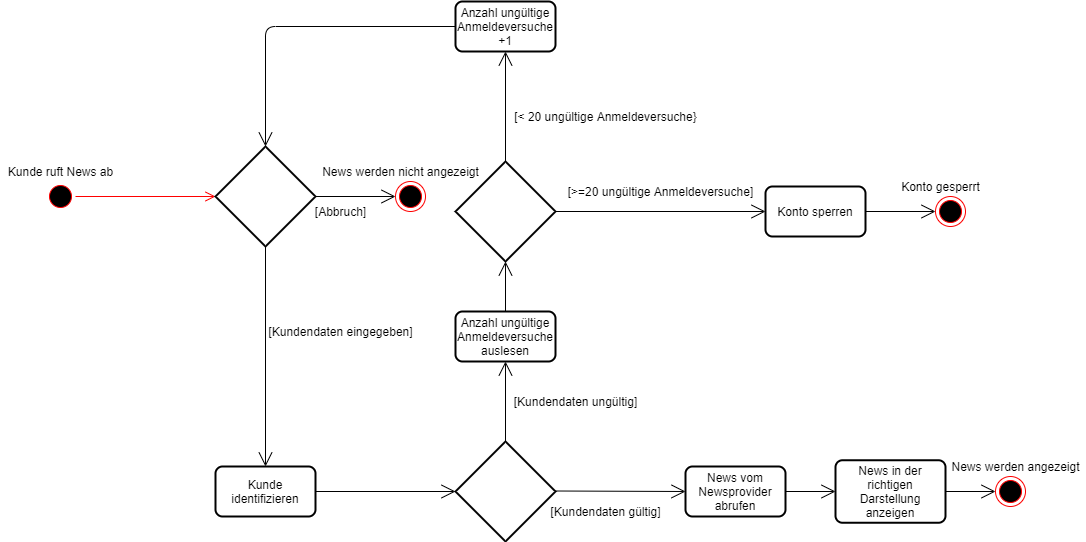 Anzahl ungültige
Anmeldeversuche
+1
[< 20 ungültige Anmeldeversuche}
Kunde ruft News ab
News werden nicht angezeigt
[Abbruch]
[>=20 ungültige Anmeldeversuche]
Konto sperren
Konto gesperrt
[Kundendaten eingegeben]
Anzahl ungültige
Anmeldeversuche
auslesen
[Kundendaten ungültig]
Kunde
identifizieren
[Kundendaten gültig]
News vom
Newsprovider
abrufen
News in der
richtigen
Darstellung
anzeigen
News werden angezeigt